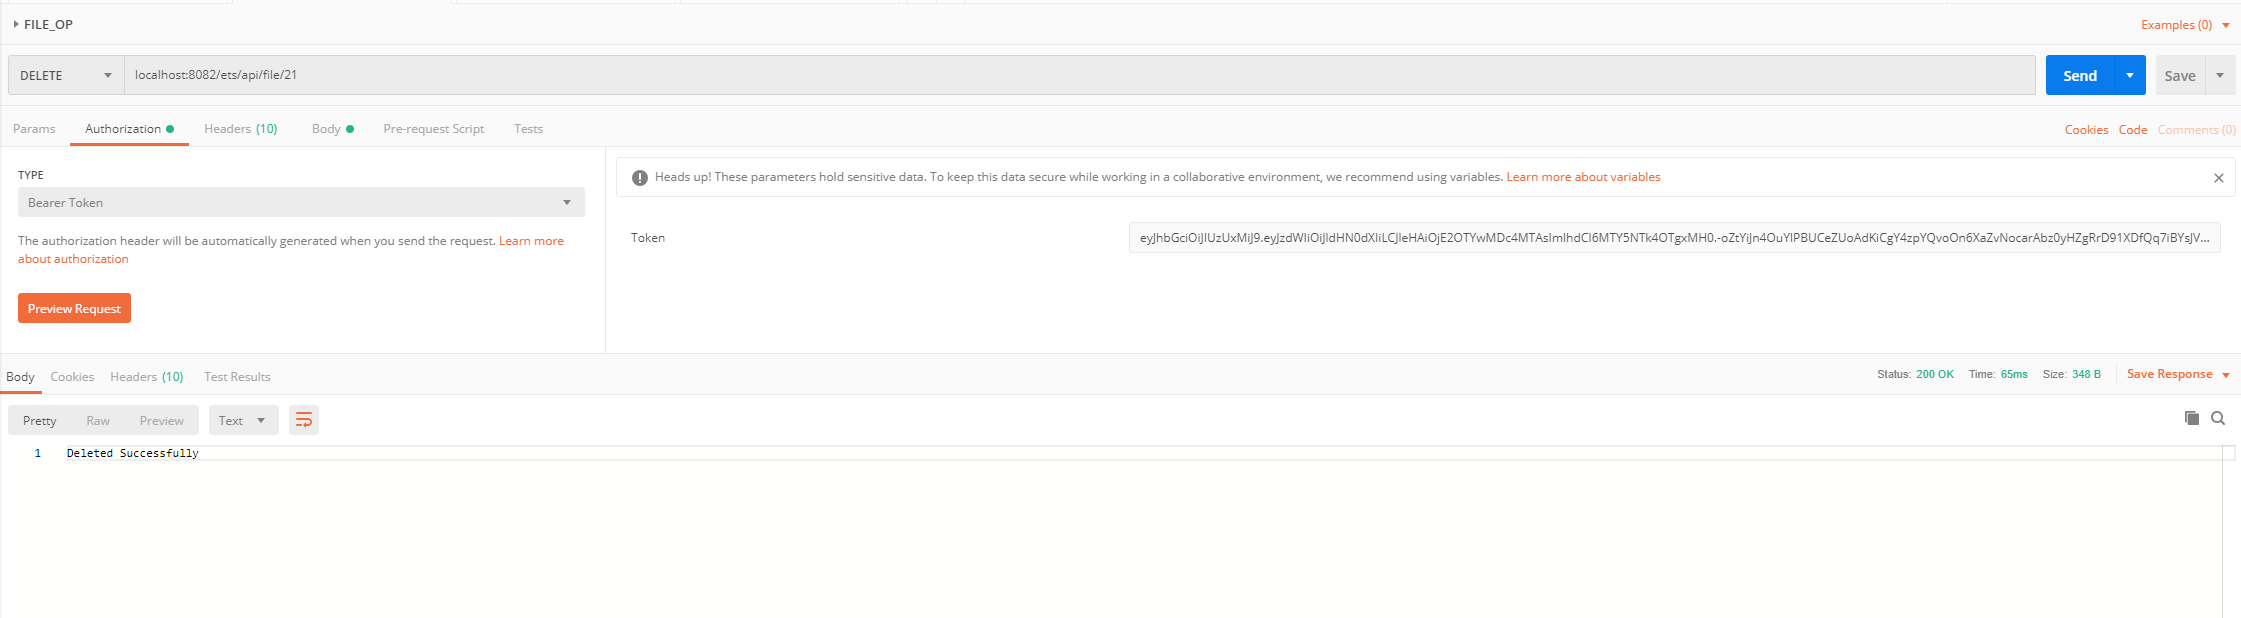 FILE_OP
Examples (0)
DELETE
localhost:8082/ets/api/file/21
Send
Save
Params
Authorization
Headers (10)
Body
Pre-request Script
Tests
Cookies
Code
Comments (0)
TYPE
Bearer Token
The authorization header will be automatically generated when you send the request. Learn more
about authorization
Preview Request
Heads up! These parameters hold sensitive data. To keep this data secure while working in a collaborative environment, we recommend using variables. Learn more about variables
Token
Body
Cookies
Headers (10)
Test Results
Status: 200 OK
Time: 65ms
Size: 348 B
Save Response
Pretty
Raw
Preview
Text
1
Deleted Successfully